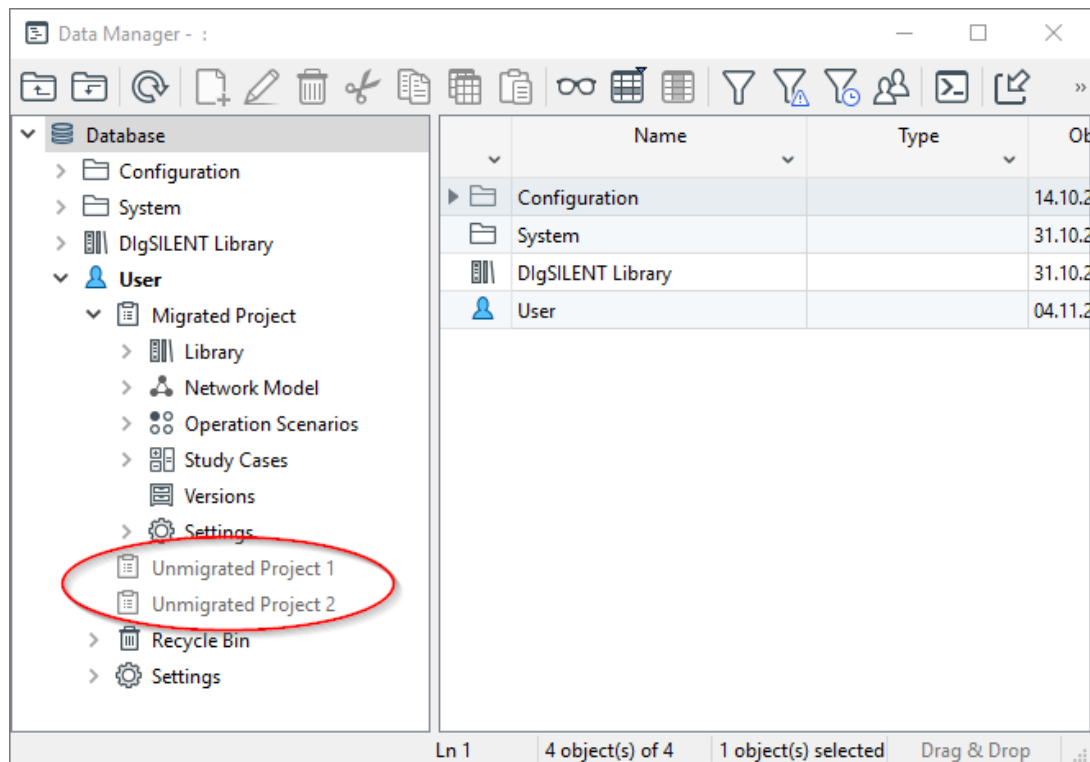 Data Manager - :
»
Database
Configuration
System
DIgSILENT Library
User
Migrated Project
Library
Network Model
Operation Scenarios
Study Cases
Versions
Settings
Unmigrated Project 1
Unmigrated Project 2
Recycle Bin
Settings
Name Type Ob
Configuration 14.10.2
System 31.10.2
DIgSILENT Library 31.10.2
User 04.11.2
Ln 1 4 object(s) of 4 1 object(s) selected Drag & Drop